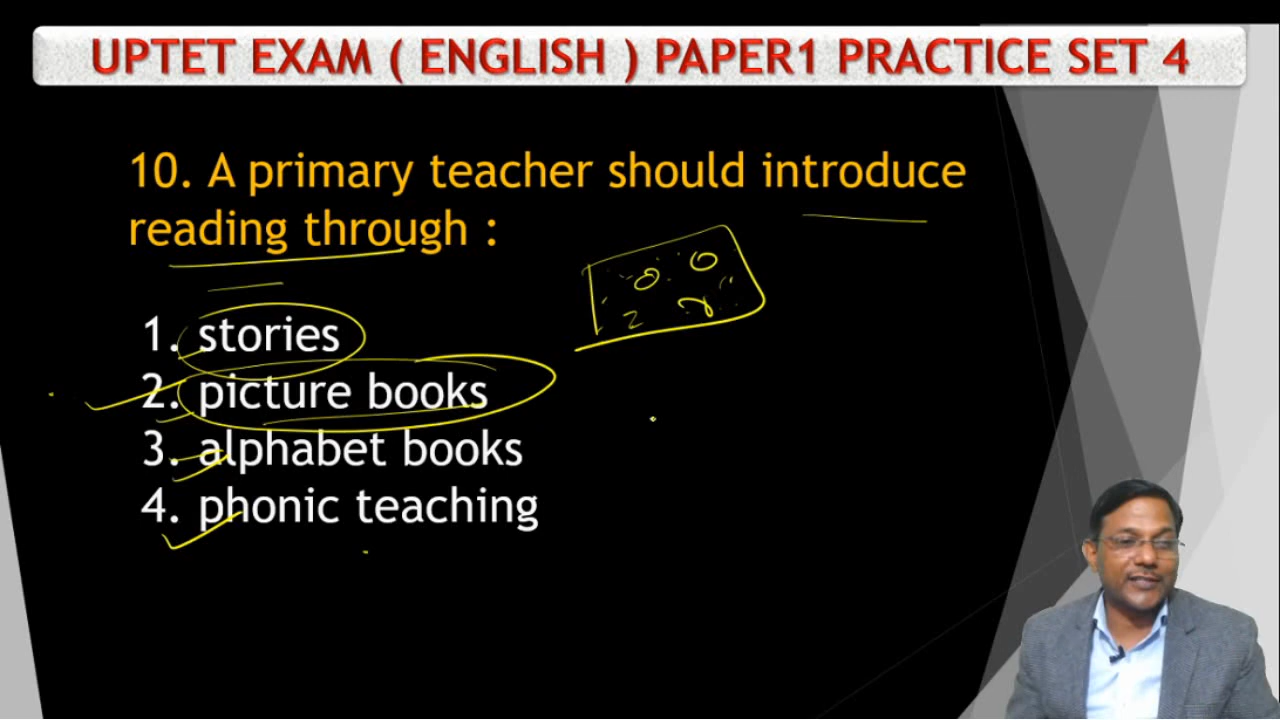 UPTET EXAM ( ENGLISH ) PAPER1 PRACTICE SET 4
10. A primary teacher should introduce
reading through :
1. stories
2. picture books
3. alphabet books
4. phonic teaching